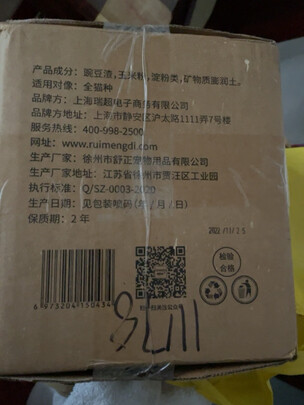 产品成分：豌豆渣，玉米粉，淀粉类，矿物质膨润土。
适用对像：全猫种
品牌方：上海瑞超电子商务有限公司
品牌方地址：上海市静安区沪太路1111弄7号楼
服务热线：400-998-2500
网址：www.ruimengdi.com
生产厂家：徐州市舒正宠物用品有限公司
生产厂家地址：江苏省徐州市贾汪区工业园
执行标准：Q/SZ-0003-2020
生产日期：见包装喷码(年/月/日)
保质期：2 年
检验
合格
6 973204 150434